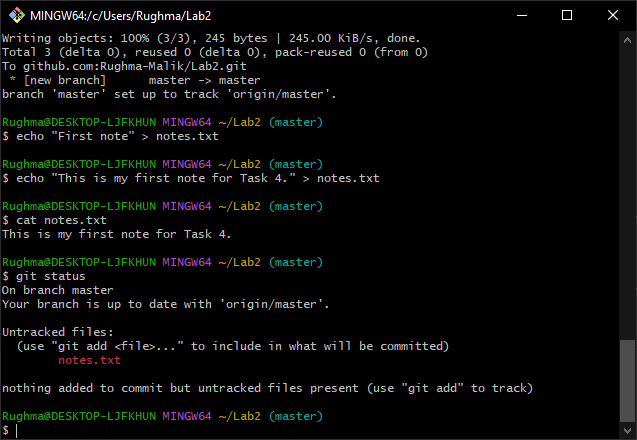 MINGW64:/c/Users/Rughma/Lab2
Writing objects: 100% (3/3), 245 bytes | 245.00 KiB/s, done.
Total 3 (delta 0), reused 0 (delta 0), pack-reused 0 (from 0)
To github.com:Rughma-Malik/Lab2.git
 * [new branch]      master -> master
branch 'master' set up to track 'origin/master'.

Rughma@DESKTOP-LJFKHUN MINGW64 ~/Lab2 (master)
$ echo "First note" > notes.txt

Rughma@DESKTOP-LJFKHUN MINGW64 ~/Lab2 (master)
$ echo "This is my first note for Task 4." > notes.txt

Rughma@DESKTOP-LJFKHUN MINGW64 ~/Lab2 (master)
$ cat notes.txt
This is my first note for Task 4.

Rughma@DESKTOP-LJFKHUN MINGW64 ~/Lab2 (master)
$ git status
On branch master
Your branch is up to date with 'origin/master'.

Untracked files:
  (use "git add <file>..." to include in what will be committed)
        notes.txt

nothing added to commit but untracked files present (use "git add" to track)

Rughma@DESKTOP-LJFKHUN MINGW64 ~/Lab2 (master)
$